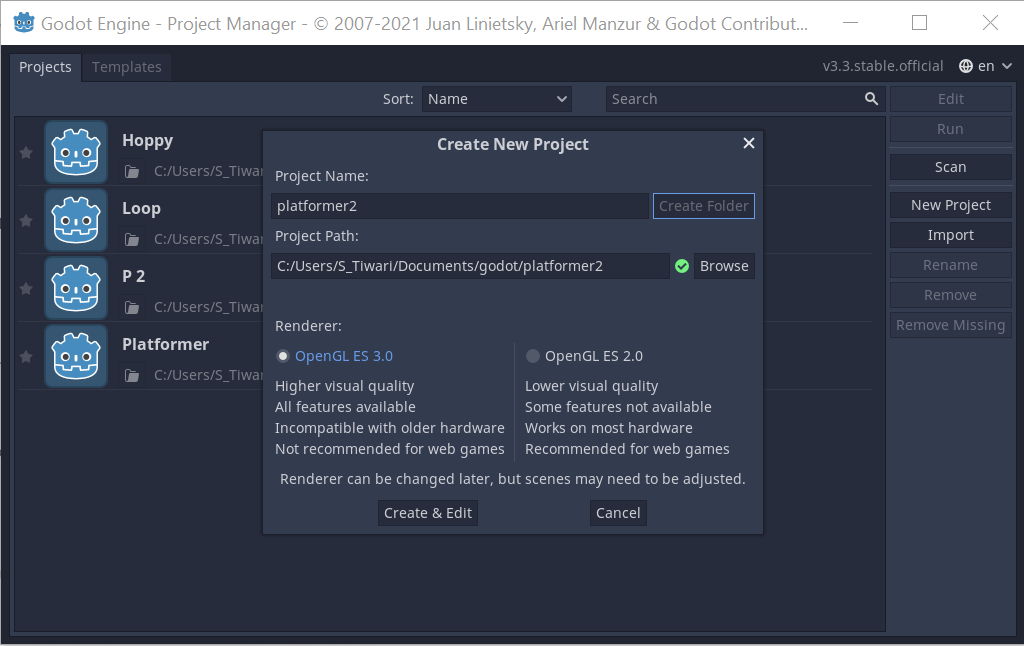 Godot Engine - Project Manager - © 2007-2021 Juan Linietsky, Ariel Manzur & Godot Contribut...
Projects Templates v3.3.stable.official en
Sort: Name Search Edit
Run
Scan
New Project
Import
Rename
Remove
Remove Missing
Hoppy
C:/Users/S_Tiwar
Loop
C:/Users/S_Tiwar
P 2
C:/Users/S_Tiwar
Platformer
C:/Users/S_Tiwar
Create New Project
Project Name:
platformer2 Create Folder
Project Path:
C:/Users/S_Tiwari/Documents/godot/platformer2 Browse
Renderer:
OpenGL ES 3.0
Higher visual quality
All features available
Incompatible with older hardware
Not recommended for web games
OpenGL ES 2.0
Lower visual quality
Some features not available
Works on most hardware
Recommended for web games
Renderer can be changed later, but scenes may need to be adjusted.
Create & Edit Cancel